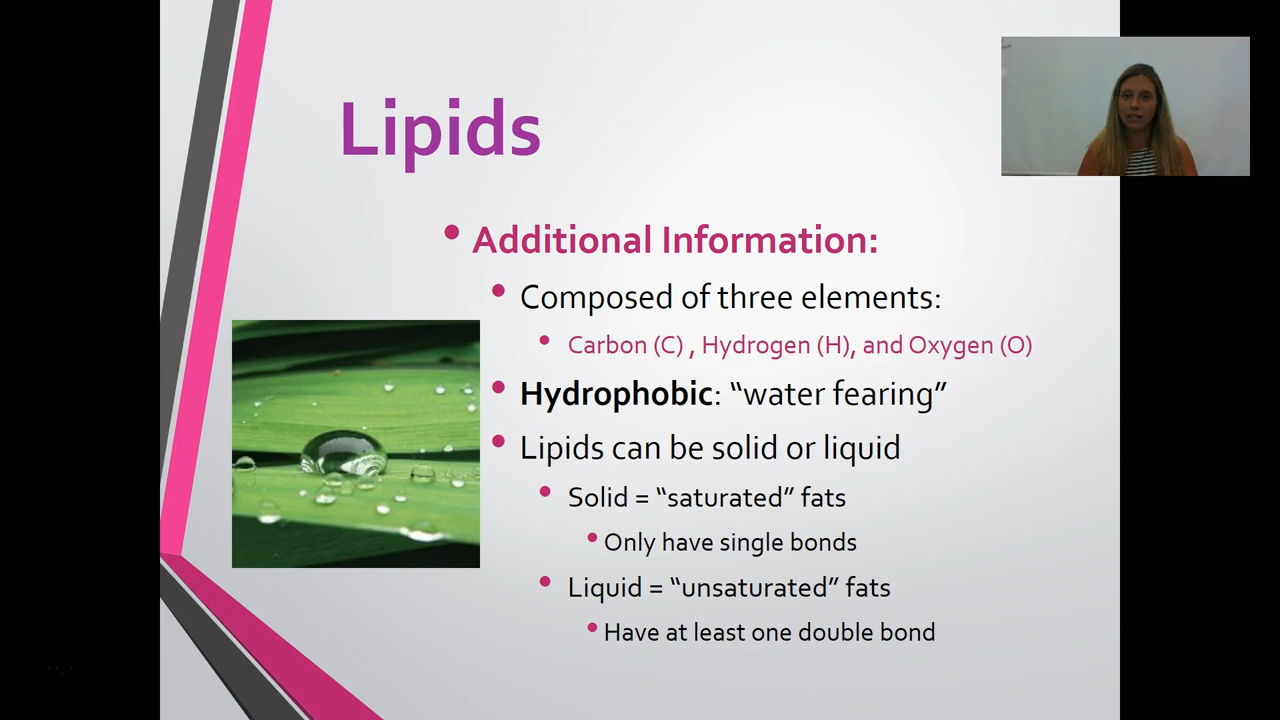 Lipids
Additional Information:
Composed of three elements:
Carbon (C) , Hydrogen (H), and Oxygen (O)
Hydrophobic: “water fearing”
Lipids can be solid or liquid
Solid = “saturated” fats
Only have single bonds
Liquid = “unsaturated” fats
Have at least one double bond